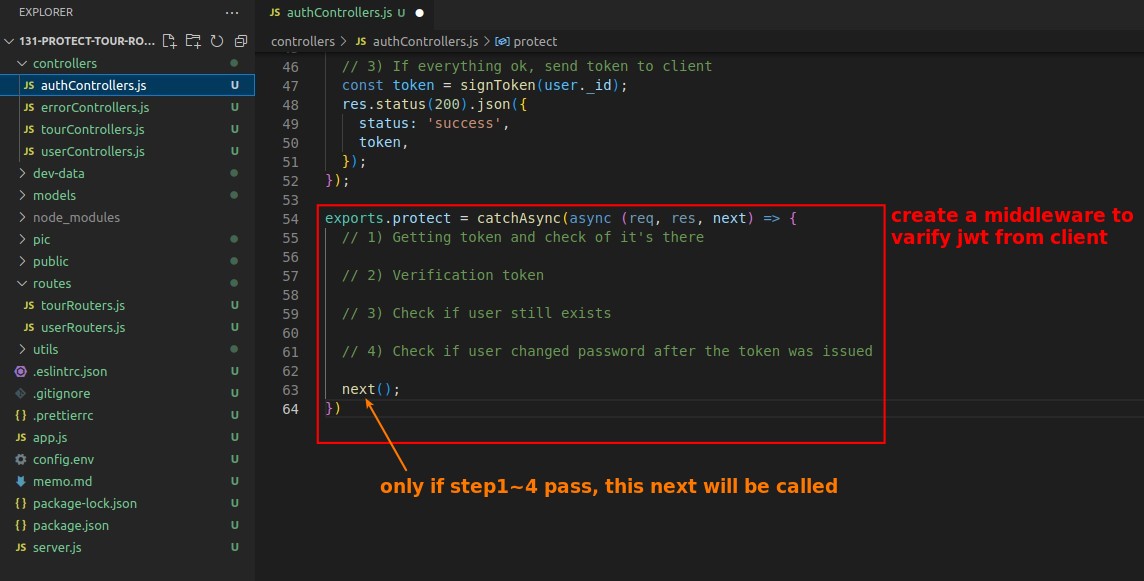 EXPLORER
···
131-PROTECT-TOUR-RO...
controllers
JS authControllers.js U
JS errorControllers.js U
JS tourControllers.js U
JS userControllers.js U
dev-data
models
node_modules
pic
public
routes
JS tourRouters.js U
JS userRouters.js U
utils
.eslintrc.json U
.gitignore U
{} .prettierrc U
JS app.js U
config.env U
memo.md U
{} package-lock.json U
{} package.json U
JS server.js U
JS authControllers.js U ●
controllers > JS authControllers.js > protect
46 // 3) If everything ok, send token to client
47 const token = signToken(user._id);
48 res.status(200).json({
49 status: 'success',
50 token,
51 });
52 });
53
54 exports.protect = catchAsync(async (req, res, next) => {
55 // 1) Getting token and check of it's there
56
57 // 2) Verification token
58
59 // 3) Check if user still exists
60
61 // 4) Check if user changed password after the token was issued
62
63 next();
64 })
create a middleware to
varify jwt from client
only if step1~4 pass, this next will be called